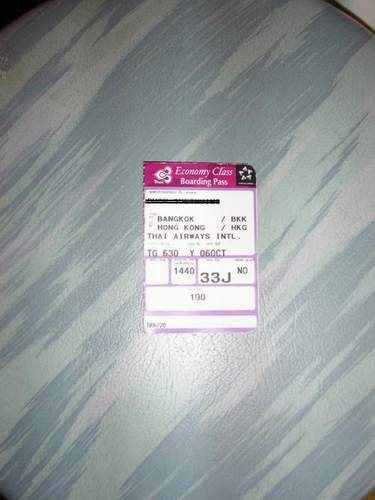 Economy Class
Boarding Pass
BANGKOK / BKK
HONG KONG / HKG
THAI AIRWAYS INTL.
TG 630 Y 06OCT
1440 33J NO
190